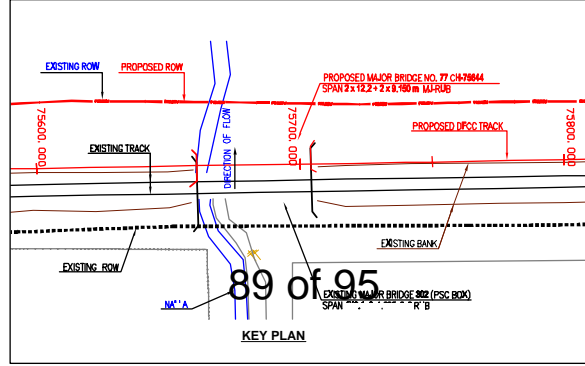 EXISTING ROW
PROPOSED ROW
PROPOSED MAJOR BRIDGE NO. 77 CH-75644
SPAN 2 x 12.2 + 2 x 9.150 m MJ-RUB
75600.000
75700.000
75800.000
PROPOSED DFCC TRACK
EXISTING TRACK
DIRECTION OF FLOW
EXISTING BANK
EXISTING ROW
89 of 95
EXISTING MAJOR BRIDGE 302 (PSC BOX)
SPAN
KEY PLAN